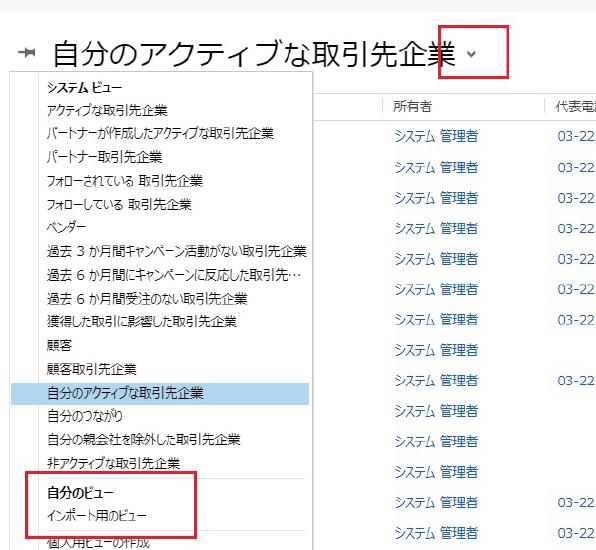 自分のアクティブな取引先企業
システム ビュー
アクティブな取引先企業
パートナーが作成したアクティブな取引先企業
パートナー取引先企業
フォローされている 取引先企業
フォローしている 取引先企業
ベンダー
過去 3 か月間キャンペーン活動がない取引先企業
過去 6 か月間にキャンペーンに反応した取引先…
過去 6 か月間受注のない取引先企業
獲得した取引に影響した取引先企業
顧客
顧客取引先企業
自分のアクティブな取引先企業
自分のつながり
自分の親会社を除外した取引先企業
非アクティブな取引先企業
自分のビュー
インポート用のビュー
個人用ビューの作成
所有者 代表電
システム 管理者 03-22
システム 管理者 03-22
システム 管理者 03-22
システム 管理者 03-22
システム 管理者 03-22
システム 管理者 03-22
システム 管理者 03-22
システム 管理者
システム 管理者 03-22
システム 管理者
システム 管理者
システム 管理者
システム 管理者 03-22
システム 管理者 03-22